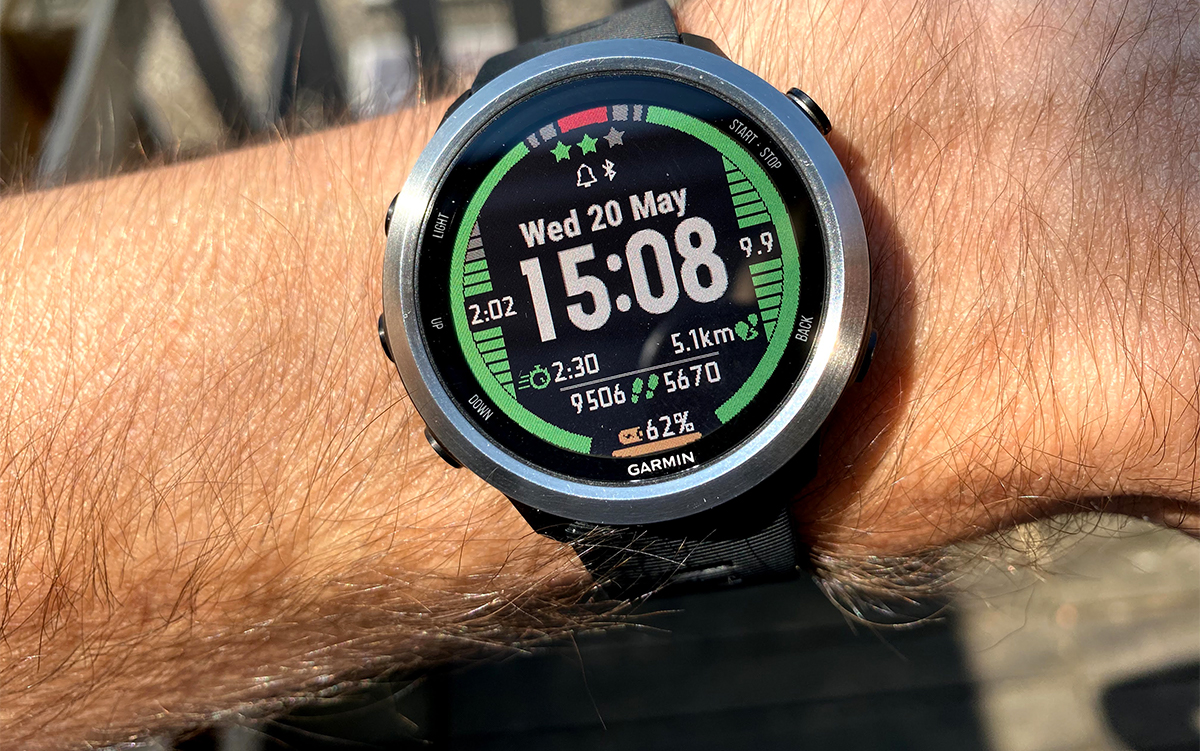 START · STOP
LIGHT
Wed 20 May
15:08
9.9
UP
2:02
BACK
5.1km
2:30
9506 5670
DOWN
62%
GARMIN